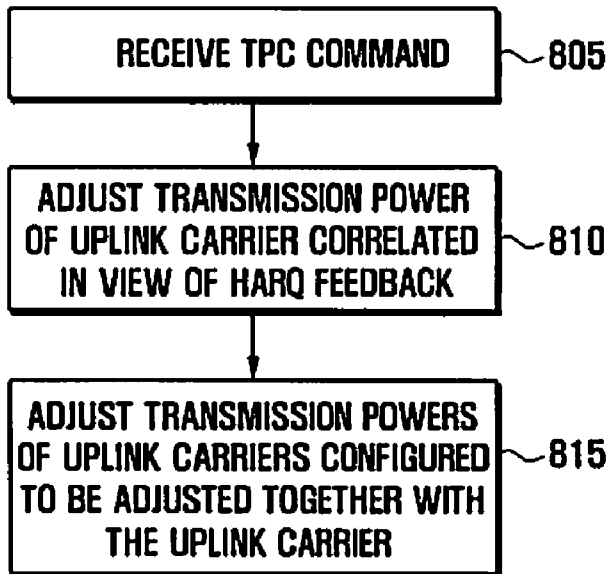 RECEIVE TPC COMMAND
805
ADJUST TRANSMISSION POWER
OF UPLINK CARRIER CORRELATED
IN VIEW OF HARQ FEEDBACK
810
ADJUST TRANSMISSION POWERS
OF UPLINK CARRIERS CONFIGURED
TO BE ADJUSTED TOGETHER WITH
THE UPLINK CARRIER
815